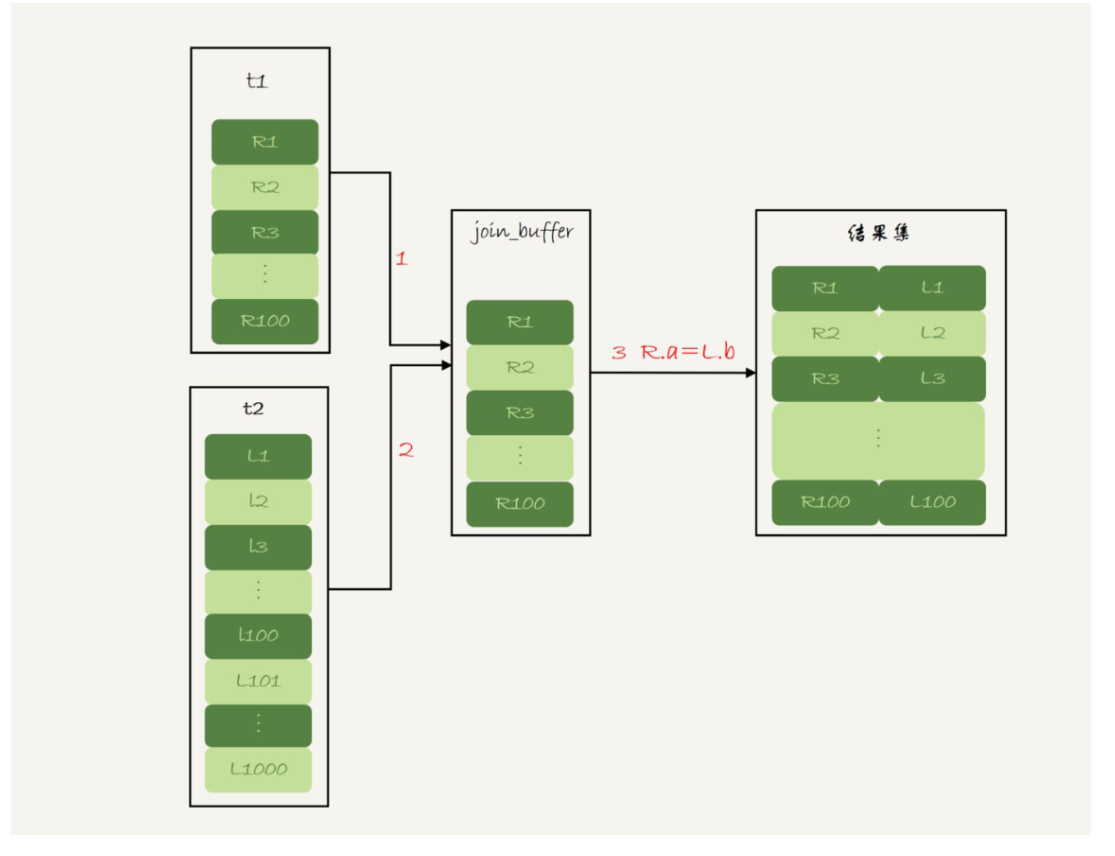 t1
R1
R2
R3
⋮
R100
1
t2
L1
l2
l3
⋮
l100
L101
⋮
L1000
2
join_buffer
R1
R2
R3
⋮
R100
3 R.a=L.b
结果集
R1 L1
R2 L2
R3 L3
⋮
R100 L100